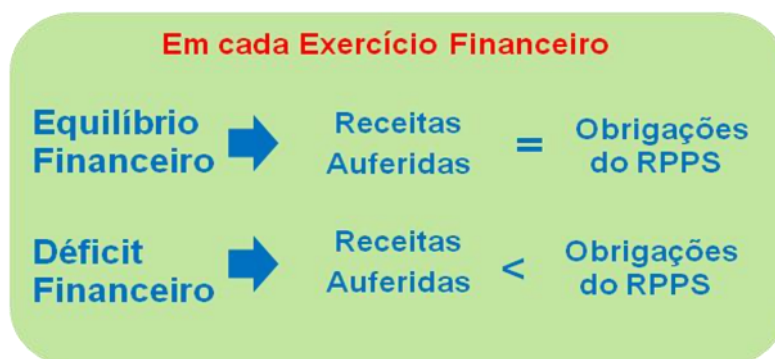 Em cada Exercício Financeiro
Equilíbrio
Financeiro
Receitas
Auferidas
=
Obrigações
do RPPS
Déficit
Financeiro
Receitas
Auferidas
<
Obrigações
do RPPS